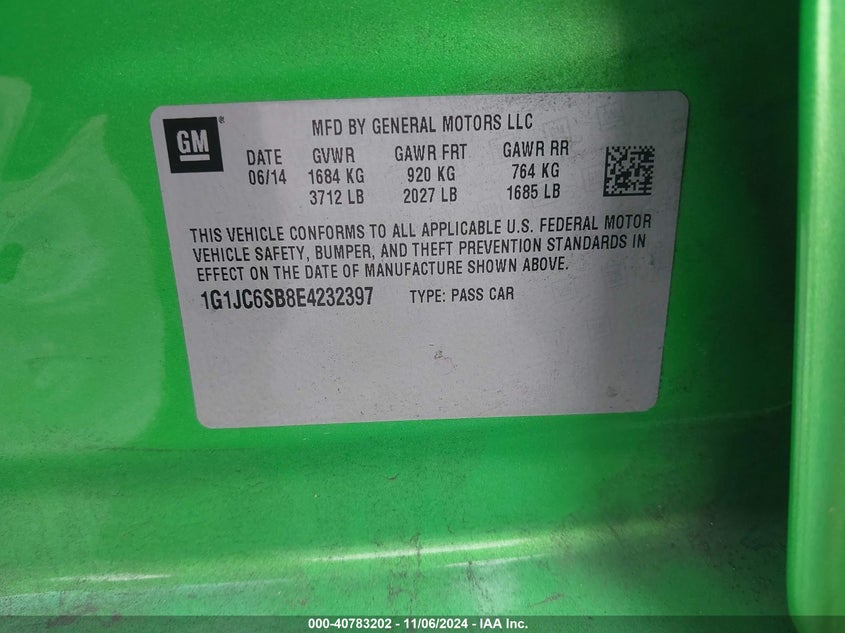 GM ®
MFD BY GENERAL MOTORS LLC
DATE GVWR GAWR FRT GAWR RR
06/14 1684 KG 920 KG 764 KG
3712 LB 2027 LB 1685 LB
THIS VEHICLE CONFORMS TO ALL APPLICABLE U.S. FEDERAL MOTOR
VEHICLE SAFETY, BUMPER, AND THEFT PREVENTION STANDARDS IN
EFFECT ON THE DATE OF MANUFACTURE SHOWN ABOVE.
1G1JC6SB8E4232397 TYPE: PASS CAR
000-40783202 - 11/06/2024 - IAA Inc.